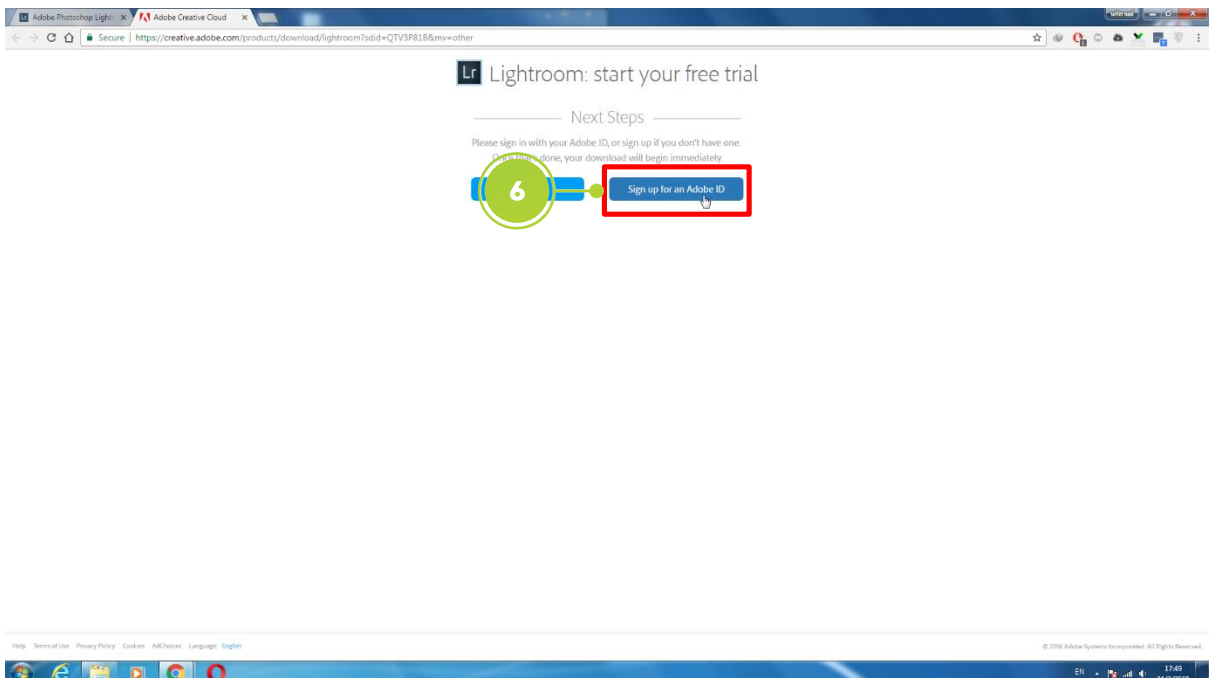 Adobe Photoshop Light
Adobe Creative Cloud
Secure | https://creative.adobe.com/products/download/lightroom?sdid=QTV3P818&mv=other
Lr Lightroom: start your free trial
Next Steps
Please sign in with your Adobe ID, or sign up if you don't have one.
Once that's done, your download will begin immediately.
6
Sign up for an Adobe ID
Help Terms of Use Privacy Policy Cookies AdChoices Language: English
© 2016 Adobe Systems Incorporated. All Rights Reserved.
EN
17:49